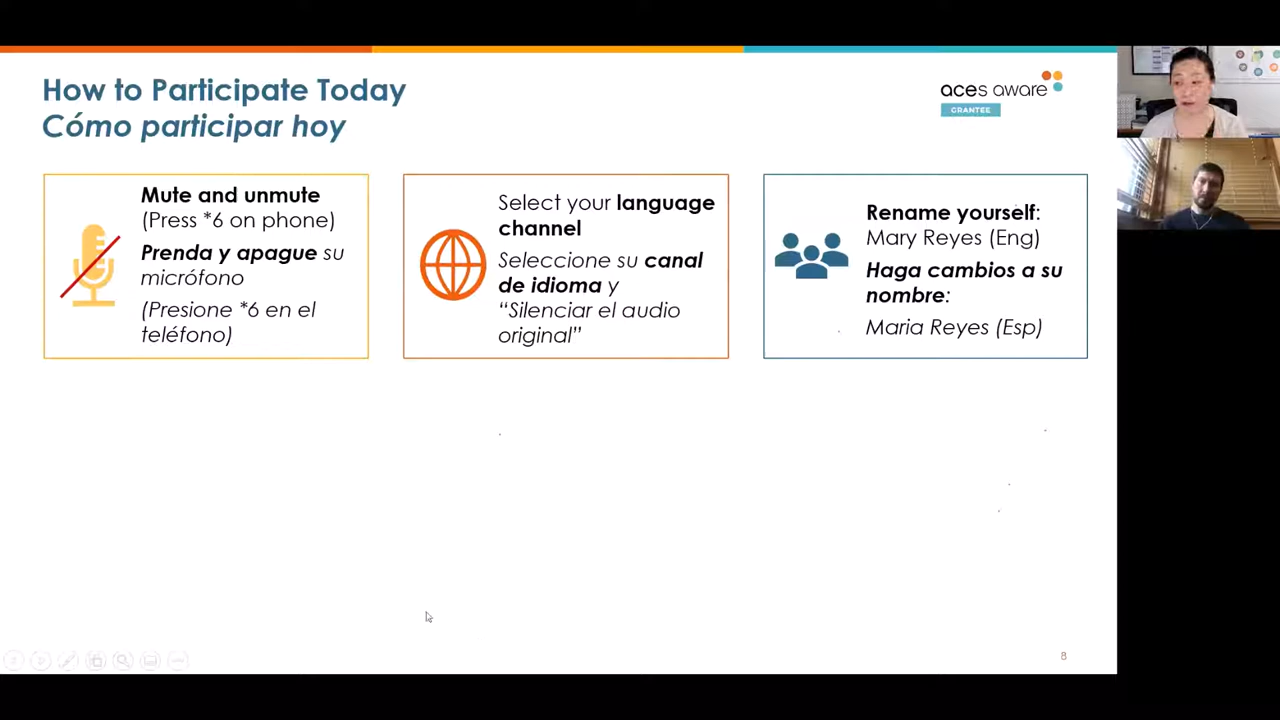 How to Participate Today
Cómo participar hoy
aces aware
GRANTEE
Mute and unmute
(Press *6 on phone)
Prenda y apague su
micrófono
(Presione *6 en el
teléfono)
Select your language
channel
Seleccione su canal
de idioma y
“Silenciar el audio
original”
Rename yourself:
Mary Reyes (Eng)
Haga cambios a su
nombre:
Maria Reyes (Esp)
8